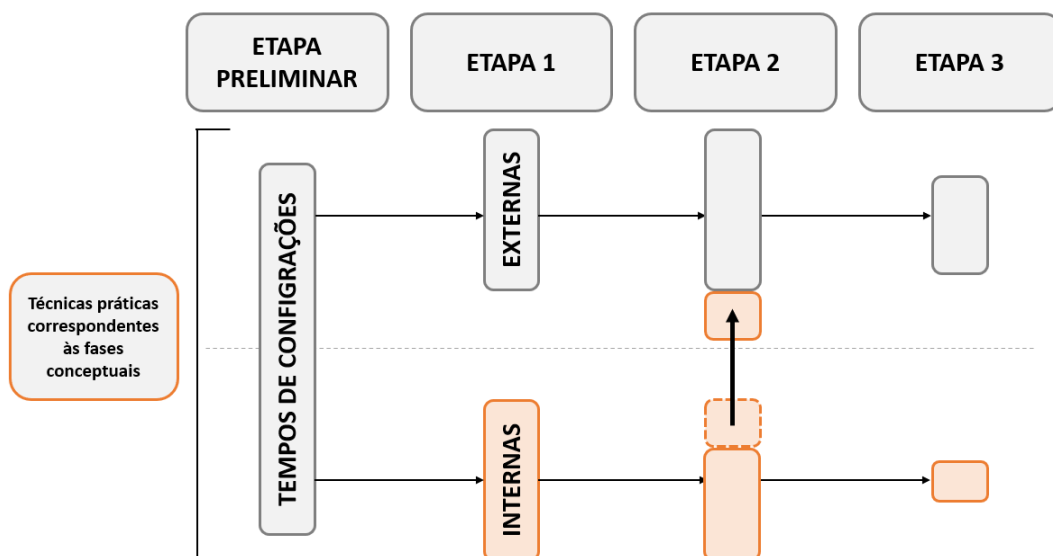 ETAPA
PRELIMINAR
ETAPA 1
ETAPA 2
ETAPA 3
TEMPOS DE CONFIGRAÇÕES
EXTERNAS
Técnicas práticas
correspondentes
às fases
conceptuais
INTERNAS